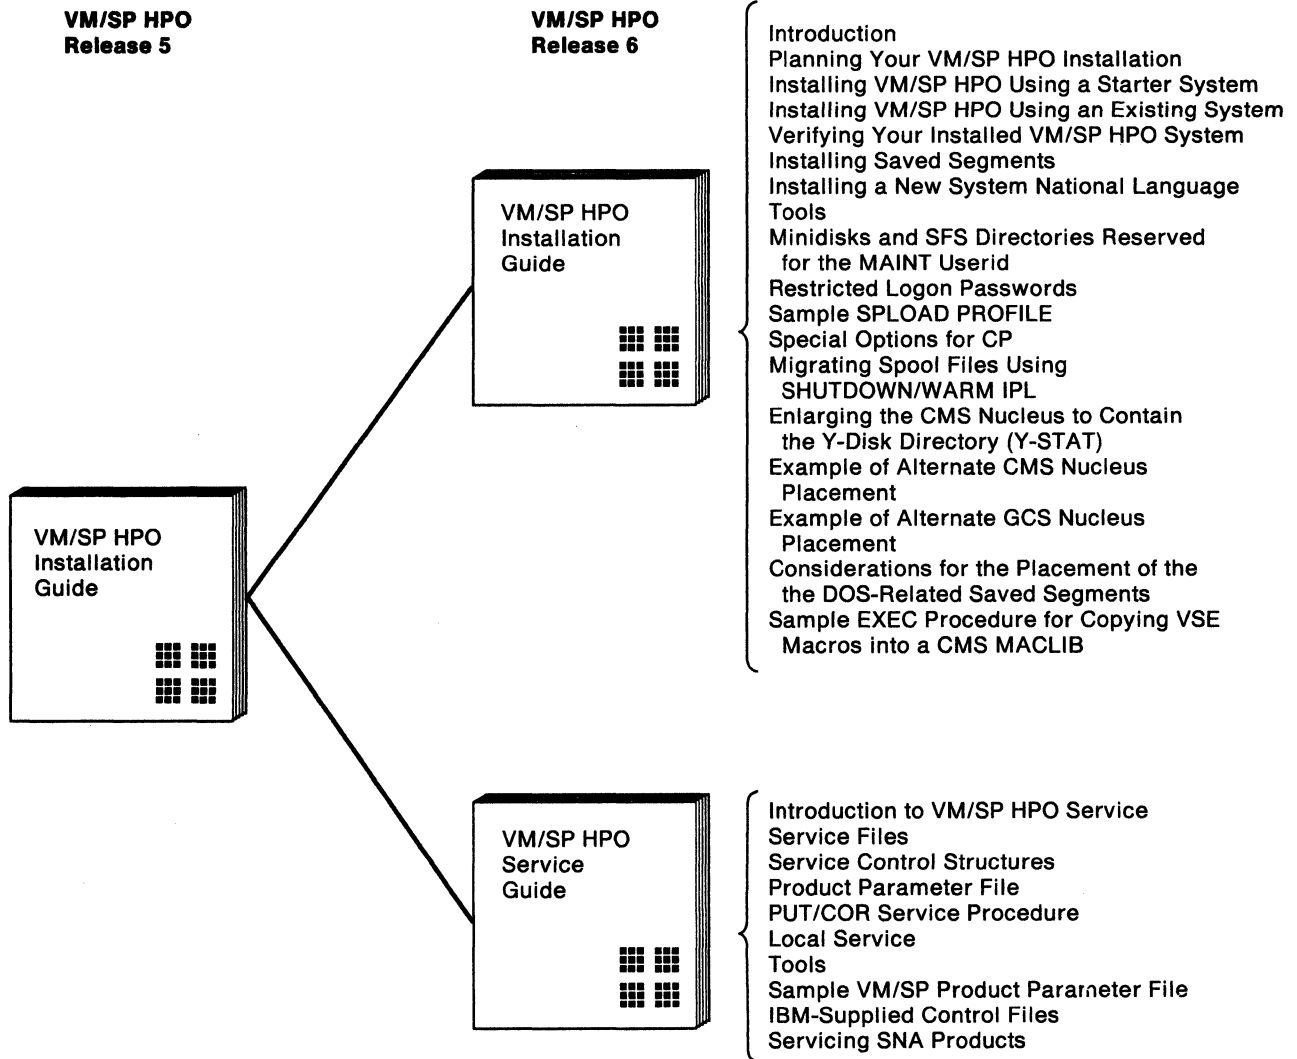 VM/SP HPO
Release 5
VM/SP HPO
Release 6
VM/SP HPO
Installation
Guide
VM/SP HPO
Installation
Guide
Introduction
Planning Your VM/SP HPO Installation
Installing VM/SP HPO Using a Starter System
Installing VM/SP HPO Using an Existing System
Verifying Your Installed VM/SP HPO System
Installing Saved Segments
Installing a New System National Language
Tools
Minidisks and SFS Directories Reserved
for the MAINT Userid
Restricted Logon Passwords
Sample SPLOAD PROFILE
Special Options for CP
Migrating Spool Files Using
SHUTDOWN/WARM IPL
Enlarging the CMS Nucleus to Contain
the Y-Disk Directory (Y-STAT)
Example of Alternate CMS Nucleus
Placement
Example of Alternate GCS Nucleus
Placement
Considerations for the Placement of the
the DOS-Related Saved Segments
Sample EXEC Procedure for Copying VSE
Macros into a CMS MACLIB
VM/SP HPO
Service
Guide
Introduction to VM/SP HPO Service
Service Files
Service Control Structures
Product Parameter File
PUT/COR Service Procedure
Local Service
Tools
Sample VM/SP Product Parameter File
IBM-Supplied Control Files
Servicing SNA Products